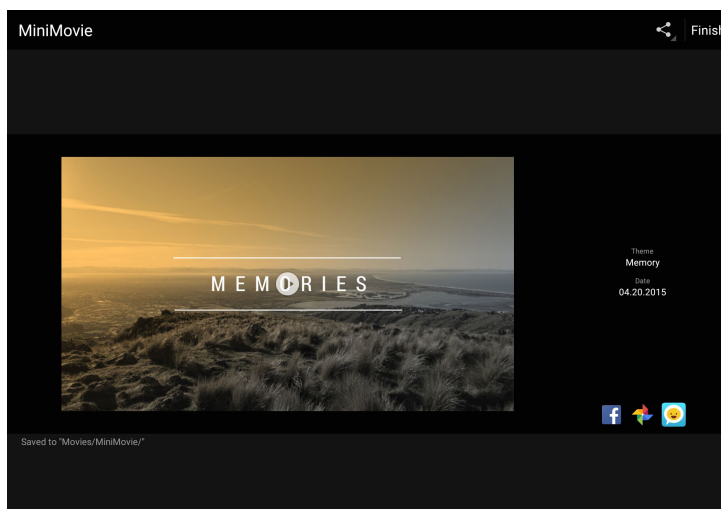 MiniMovie
Finish
MEMORIES
Theme
Memory
Date
04.20.2015
Saved to "Movies/MiniMovie/"